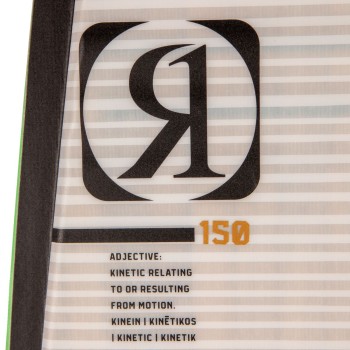 150
ADJECTIVE:
KINETIC RELATING
TO OR RESULTING
FROM MOTION.
KINEIN | KINĒTIKOS
| KINETIC | KINETIK